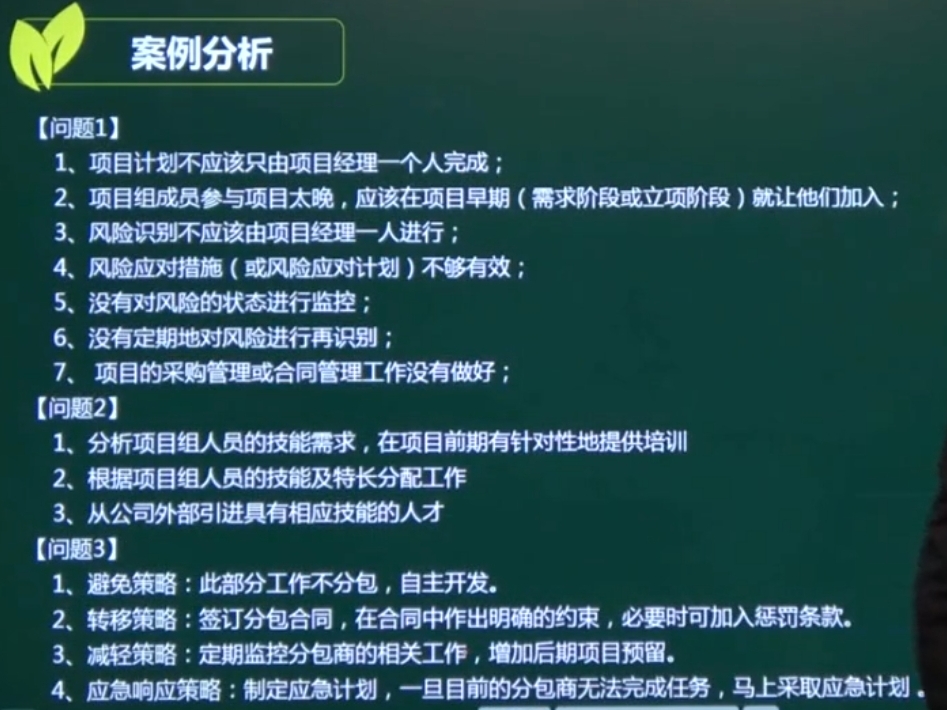 案例分析
【问题1】
1、项目计划不应该只由项目经理一个人完成；
2、项目组成员参与项目太晚，应该在项目早期（需求阶段或立项阶段）就让他们加入；
3、风险识别不应该由项目经理一人进行；
4、风险应对措施（或风险应对计划）不够有效；
5、没有对风险的状态进行监控；
6、没有定期地对风险进行再识别；
7、 项目的采购管理或合同管理工作没有做好；
【问题2】
1、分析项目组人员的技能需求，在项目前期有针对性地提供培训
2、根据项目组人员的技能及特长分配工作
3、从公司外部引进具有相应技能的人才
【问题3】
1、避免策略：此部分工作不分包，自主开发。
2、转移策略：签订分包合同，在合同中作出明确的约束，必要时可加入惩罚条款。
3、减轻策略：定期监控分包商的相关工作，增加后期项目预留。
4、应急响应策略：制定应急计划，一旦目前的分包商无法完成任务，马上采取应急计划。